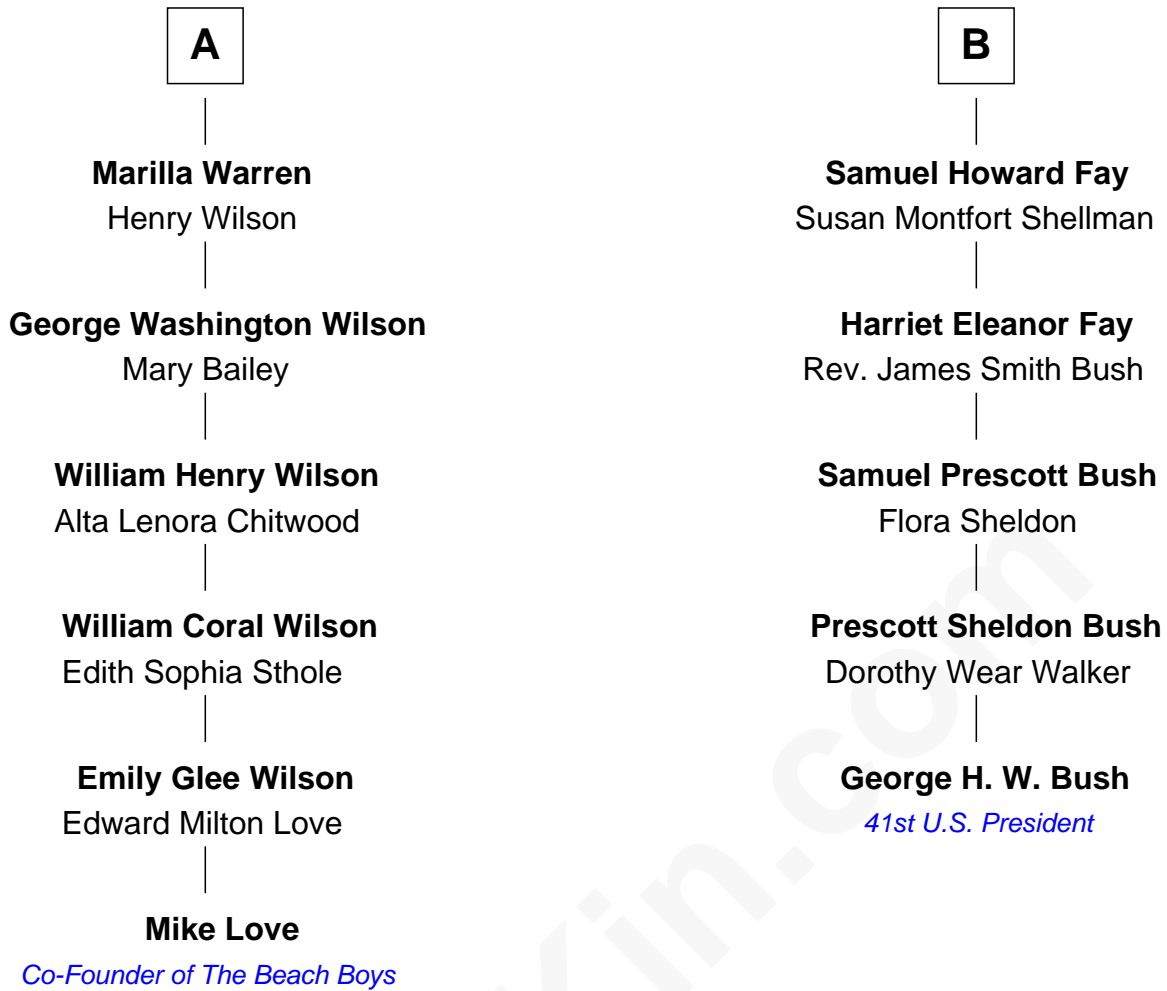 A
Marilla Warren
Henry Wilson
George Washington Wilson
Mary Bailey
William Henry Wilson
Alta Lenora Chitwood
William Coral Wilson
Edith Sophia Sthole
Emily Glee Wilson
Edward Milton Love
Mike Love
Co-Founder of The Beach Boys
B
Samuel Howard Fay
Susan Montfort Shellman
Harriet Eleanor Fay
Rev. James Smith Bush
Samuel Prescott Bush
Flora Sheldon
Prescott Sheldon Bush
Dorothy Wear Walker
George H. W. Bush
41st U.S. President
Kin.com